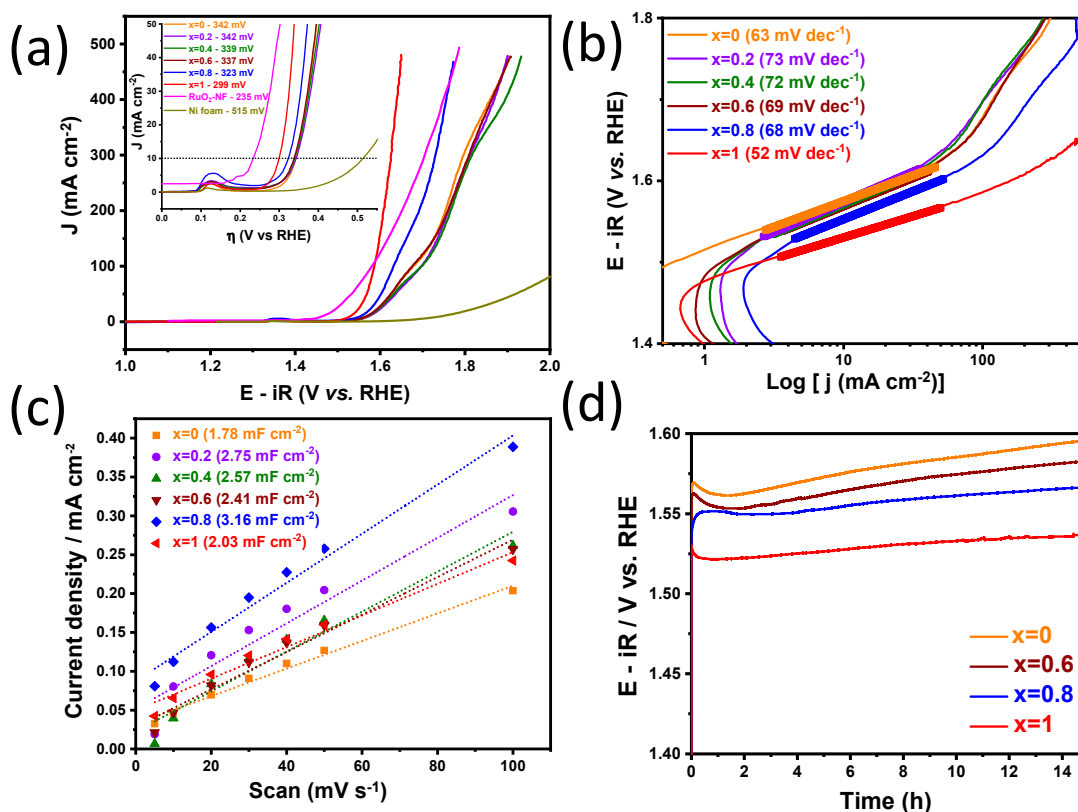 (a)
500
400
300
200
100
0
J (mA cm⁻²)
1.0 1.2 1.4 1.6 1.8 2.0
E - iR (V vs. RHE)
50
40
30
20
10
0
J (mA cm⁻²)
x=0 - 342 mV
x=0.2 - 342 mV
x=0.4 - 339 mV
x=0.6 - 337 mV
x=0.8 - 323 mV
x=1 - 299 mV
RuO₂-NF - 235 mV
Ni foam - 515 mV
0.0 0.1 0.2 0.3 0.4 0.5
η (V vs RHE)
(b)
1.8
1.6
1.4
E - iR (V vs. RHE)
x=0 (63 mV dec⁻¹)
x=0.2 (73 mV dec⁻¹)
x=0.4 (72 mV dec⁻¹)
x=0.6 (69 mV dec⁻¹)
x=0.8 (68 mV dec⁻¹)
x=1 (52 mV dec⁻¹)
1 10 100
Log [ j (mA cm⁻²)]
(c)
0.40
0.35
0.30
0.25
0.20
0.15
0.10
0.05
0.00
Current density / mA cm⁻²
x=0 (1.78 mF cm⁻²)
x=0.2 (2.75 mF cm⁻²)
x=0.4 (2.57 mF cm⁻²)
x=0.6 (2.41 mF cm⁻²)
x=0.8 (3.16 mF cm⁻²)
x=1 (2.03 mF cm⁻²)
0 20 40 60 80 100
Scan (mV s⁻¹)
(d)
1.60
1.55
1.50
1.45
1.40
E - iR / V vs. RHE
x=0
x=0.6
x=0.8
x=1
0 2 4 6 8 10 12 14
Time (h)